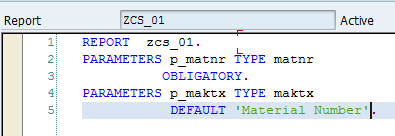 Report ZCS_01 Active
1 REPORT zcs_01.
2 PARAMETERS p_matnr TYPE matnr
3 OBLIGATORY.
4 PARAMETERS p_maktx TYPE maktx
5 DEFAULT 'Material Number'.